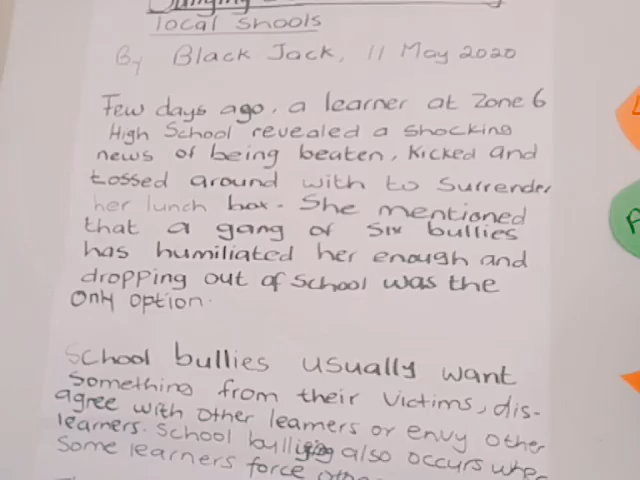 local shools
By Black Jack, 11 May 2020
Few days ago, a learner at Zone 6
High School revealed a shocking
news of being beaten, kicked and
tossed around with to surrender
her lunch box. She mentioned
that a gang of six bullies
has humiliated her enough and
dropping out of school was the
only option.
School bullies usually want
something from their victims, dis-
agree with other learners or envy other
learners. School bullying also occurs when
Some learners force